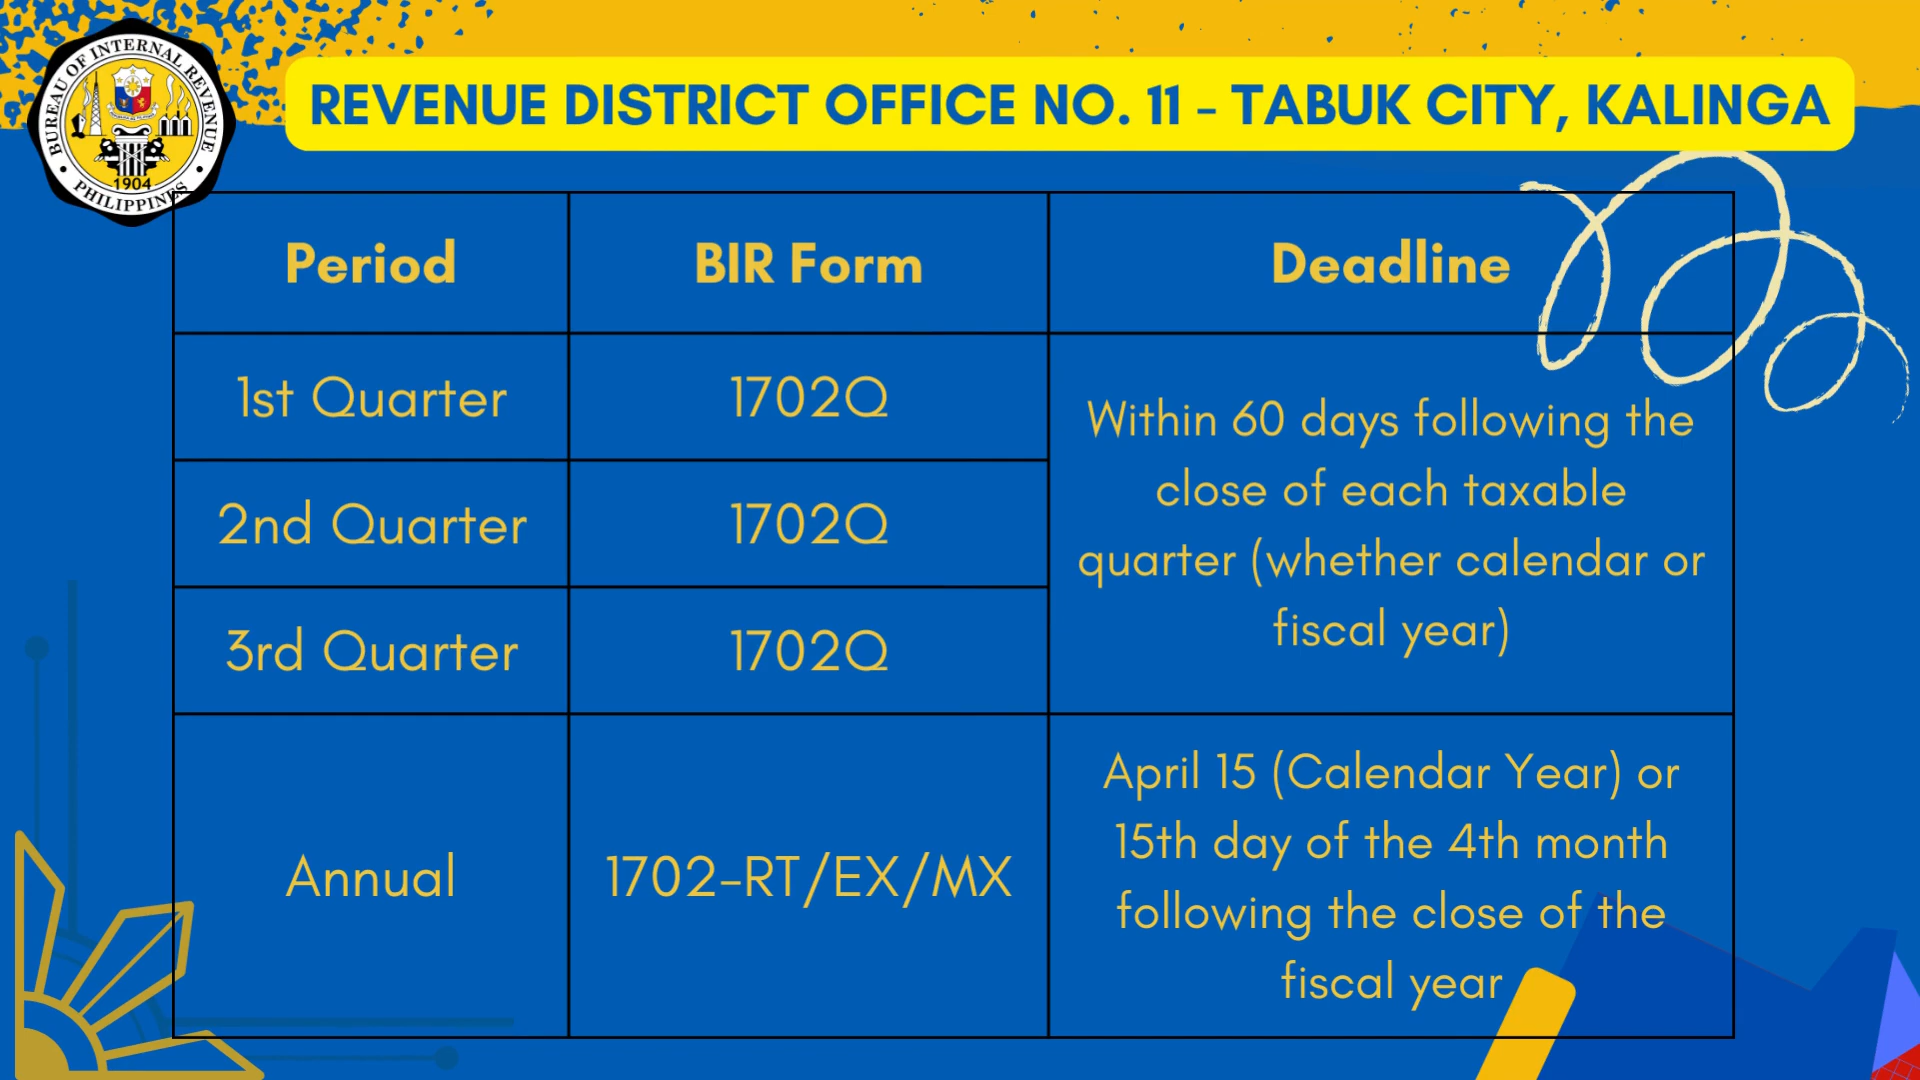 BUREAU OF INTERNAL REVENUE
1904
PHILIPPINES
REVENUE DISTRICT OFFICE NO. 11 - TABUK CITY, KALINGA
Period
BIR Form
Deadline
1st Quarter
1702Q
2nd Quarter
1702Q
3rd Quarter
1702Q
Within 60 days following the
close of each taxable
quarter (whether calendar or
fiscal year)
Annual
1702-RT/EX/MX
April 15 (Calendar Year) or
15th day of the 4th month
following the close of the
fiscal year